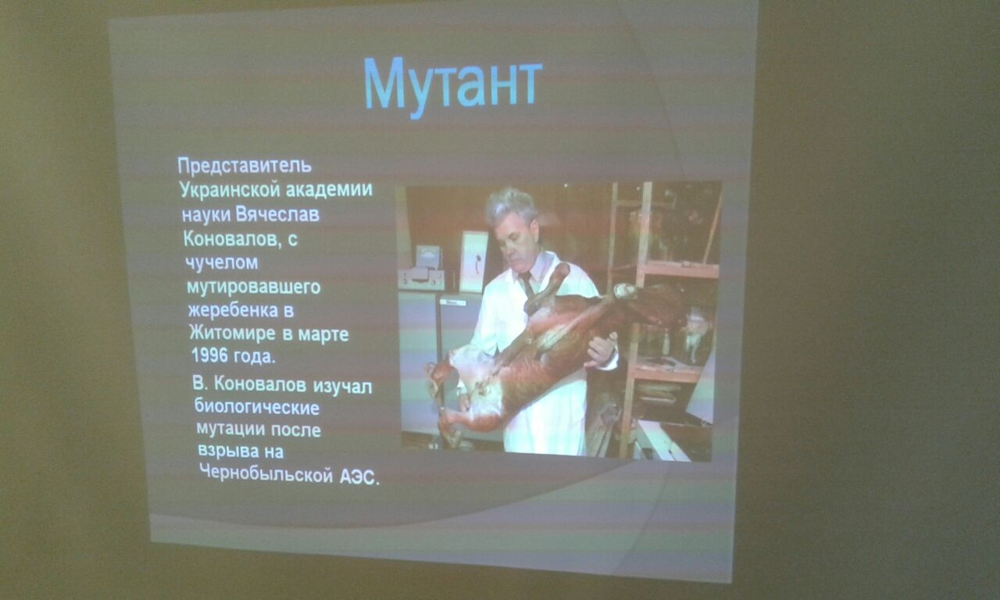 Мутант
Представитель
Украинской академии
науки Вячеслав
Коновалов, с
чучелом
мутировавшего
жеребенка в
Житомире в марте
1996 года.
В. Коновалов изучал
биологические
мутации после
взрыва на
Чернобыльской АЭС.